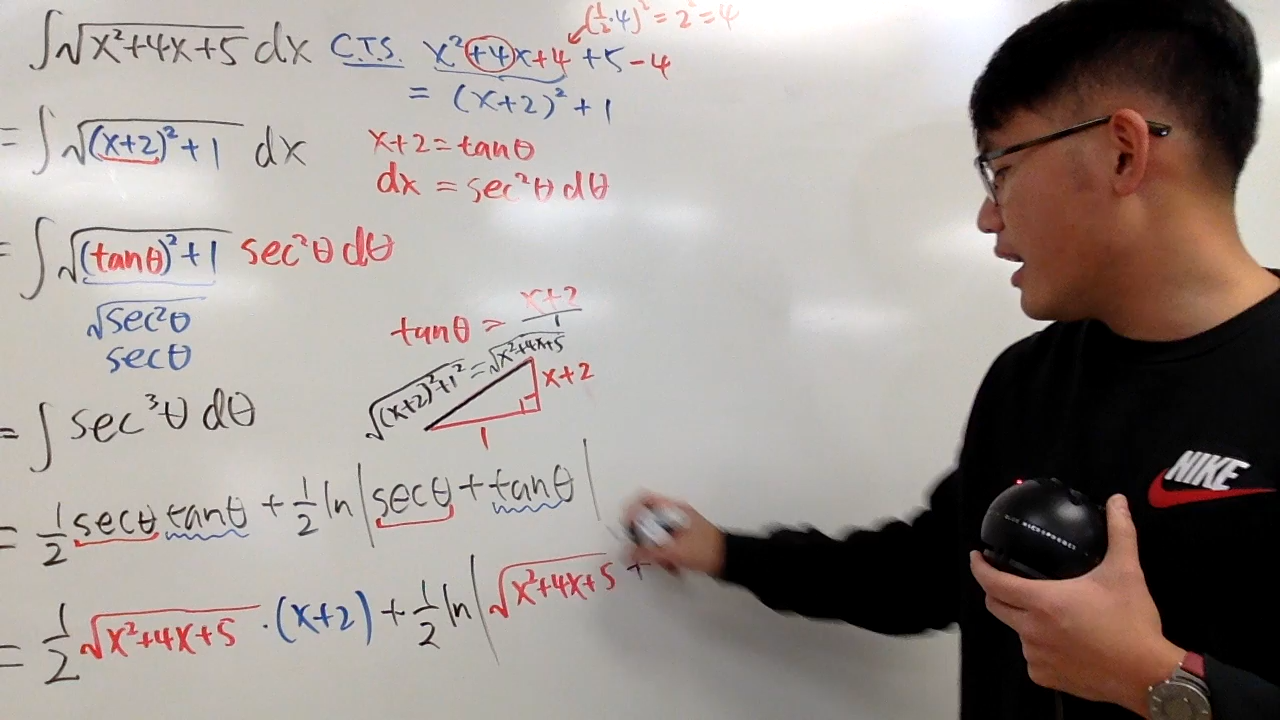 ∫√(x²+4x+5) dx C.T.S. x²+4x+4+5-4
(½·4)²=2²=4
= (x+2)²+1
= ∫√((x+2)²+1) dx x+2=tanθ
dx = sec²θ dθ
= ∫√((tanθ)²+1) sec²θ dθ
√(sec²θ)
secθ
tanθ = (x+2)/1
√((x+2)²+1²) = √(x²+4x+5)
x+2
1
= ∫ sec³θ dθ
= ½ secθ tanθ + ½ ln|secθ + tanθ|
= ½ √(x²+4x+5) · (x+2) + ½ ln|√(x²+4x+5) +
NIKE